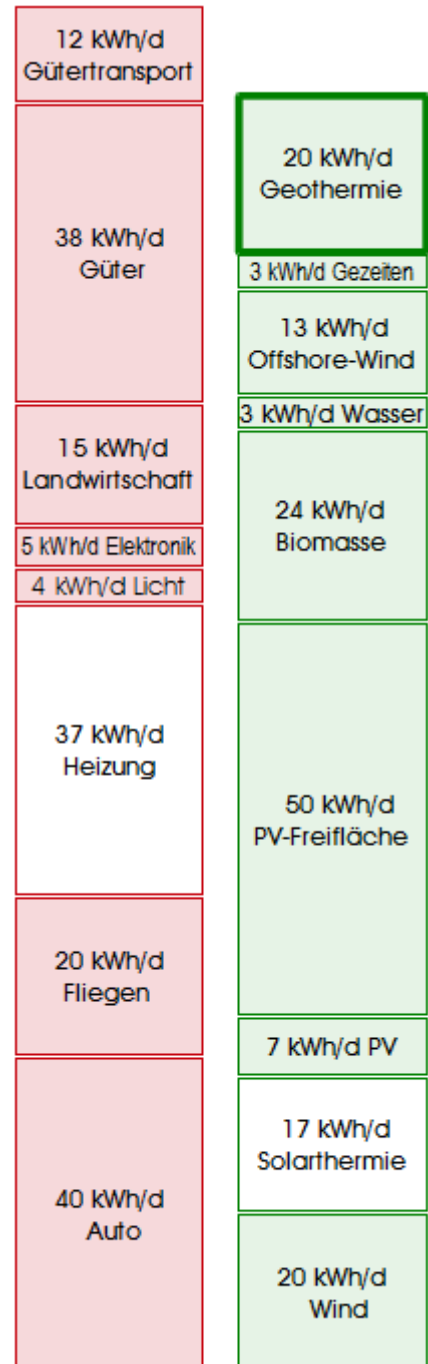 12 kWh/d
Gütertransport
38 kWh/d
Güter
15 kWh/d
Landwirtschaft
5 kWh/d Elektronik
4 kWh/d Licht
37 kWh/d
Heizung
20 kWh/d
Fliegen
40 kWh/d
Auto
20 kWh/d
Geothermie
3 kWh/d Gezeiten
13 kWh/d
Offshore-Wind
3 kWh/d Wasser
24 kWh/d
Biomasse
50 kWh/d
PV-Freifläche
7 kWh/d PV
17 kWh/d
Solarthermie
20 kWh/d
Wind